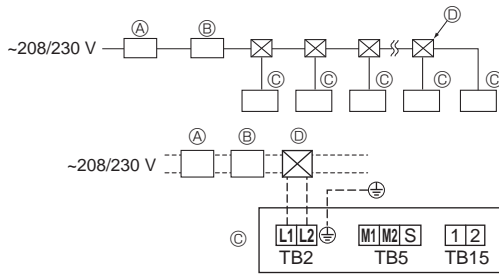 Ⓐ Ⓑ Ⓓ
~208/230 V
Ⓒ Ⓒ Ⓒ Ⓒ Ⓒ
Ⓐ Ⓑ Ⓓ
~208/230 V
Ⓒ L1 L2 M1 M2 S 1 2
TB2 TB5 TB15